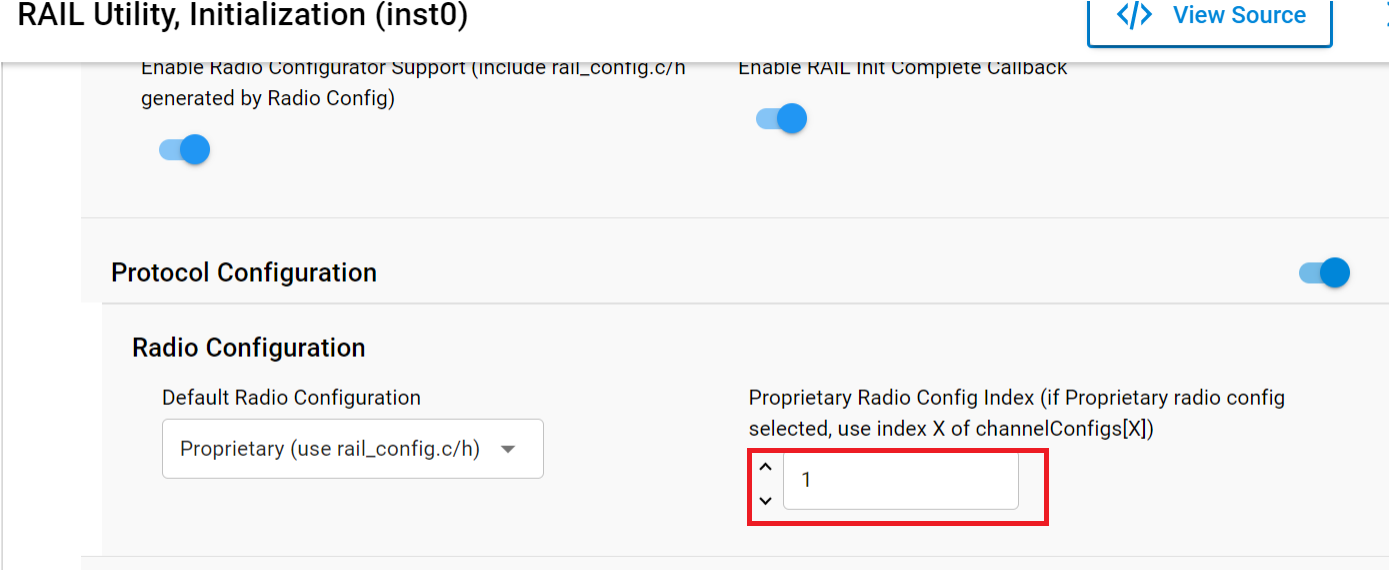 RAIL Utility, Initialization (inst0)
</> View Source
Enable Radio Configurator Support (Include rail_config.c/h
generated by Radio Config)
Enable RAIL Init Complete Callback
Protocol Configuration
Radio Configuration
Default Radio Configuration
Proprietary (use rail_config.c/h)
Proprietary Radio Config Index (if Proprietary radio config
selected, use index X of channelConfigs[X])
1